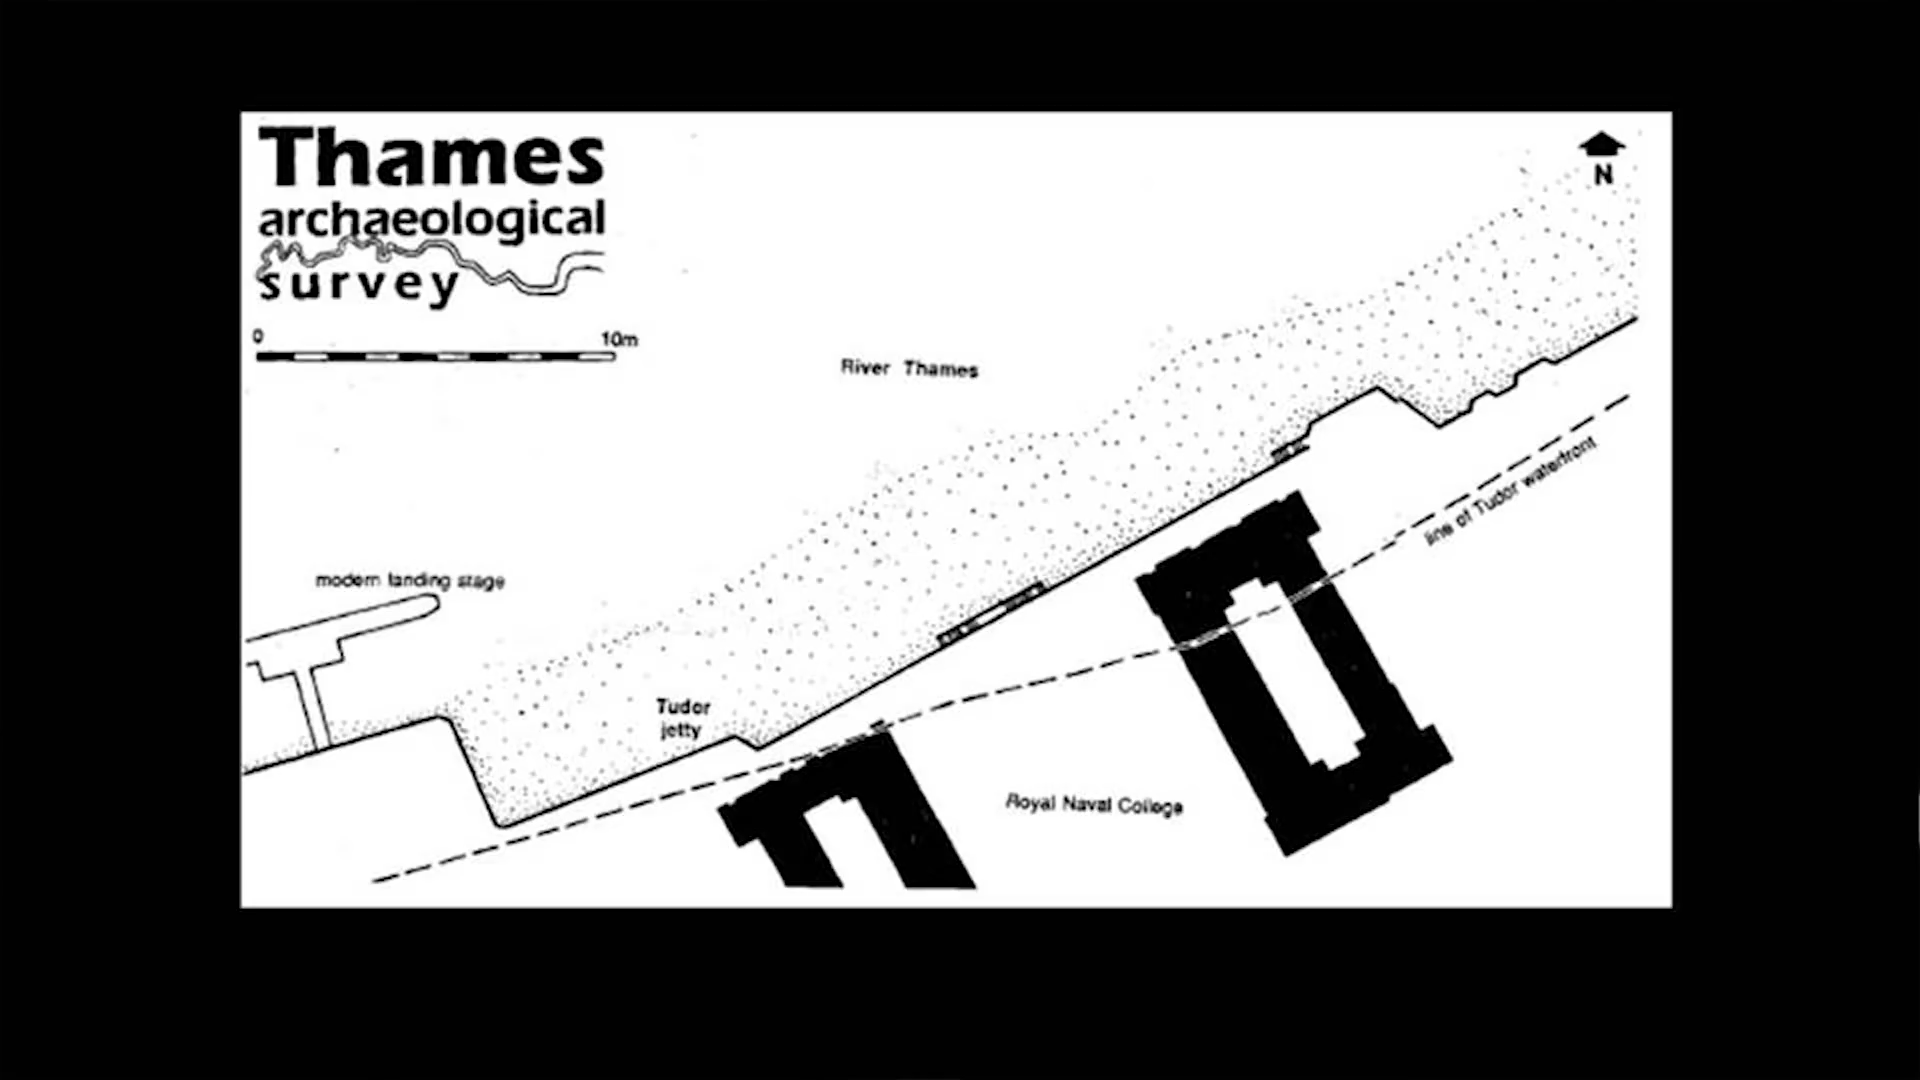 Thames
archaeological
survey
0 10m
N
River Thames
line of Tudor waterfront
modern landing stage
Tudor
jetty
Royal Naval College